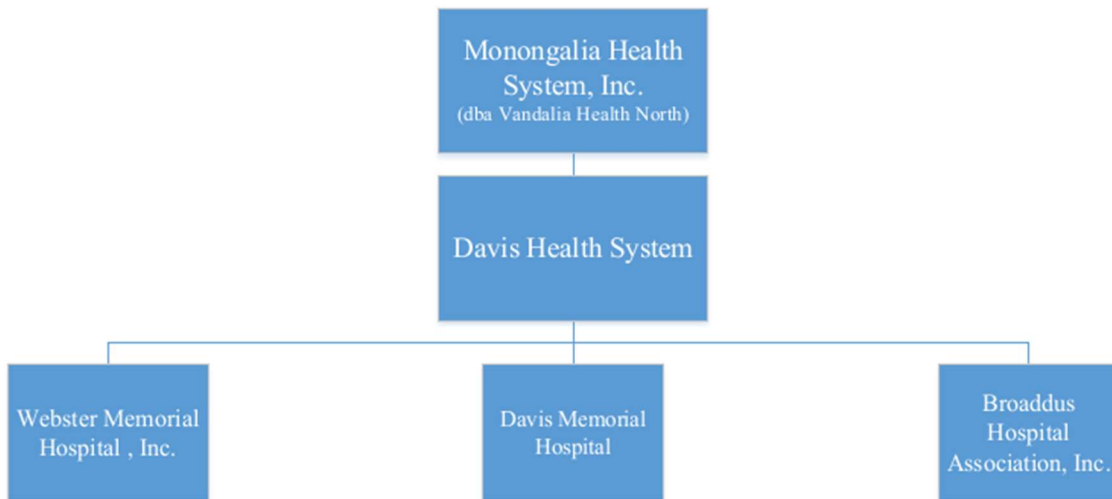 Monongalia Health
System, Inc.
(dba Vandalia Health North)
Davis Health System
Webster Memorial
Hospital , Inc.
Davis Memorial
Hospital
Broaddus
Hospital
Association, Inc.